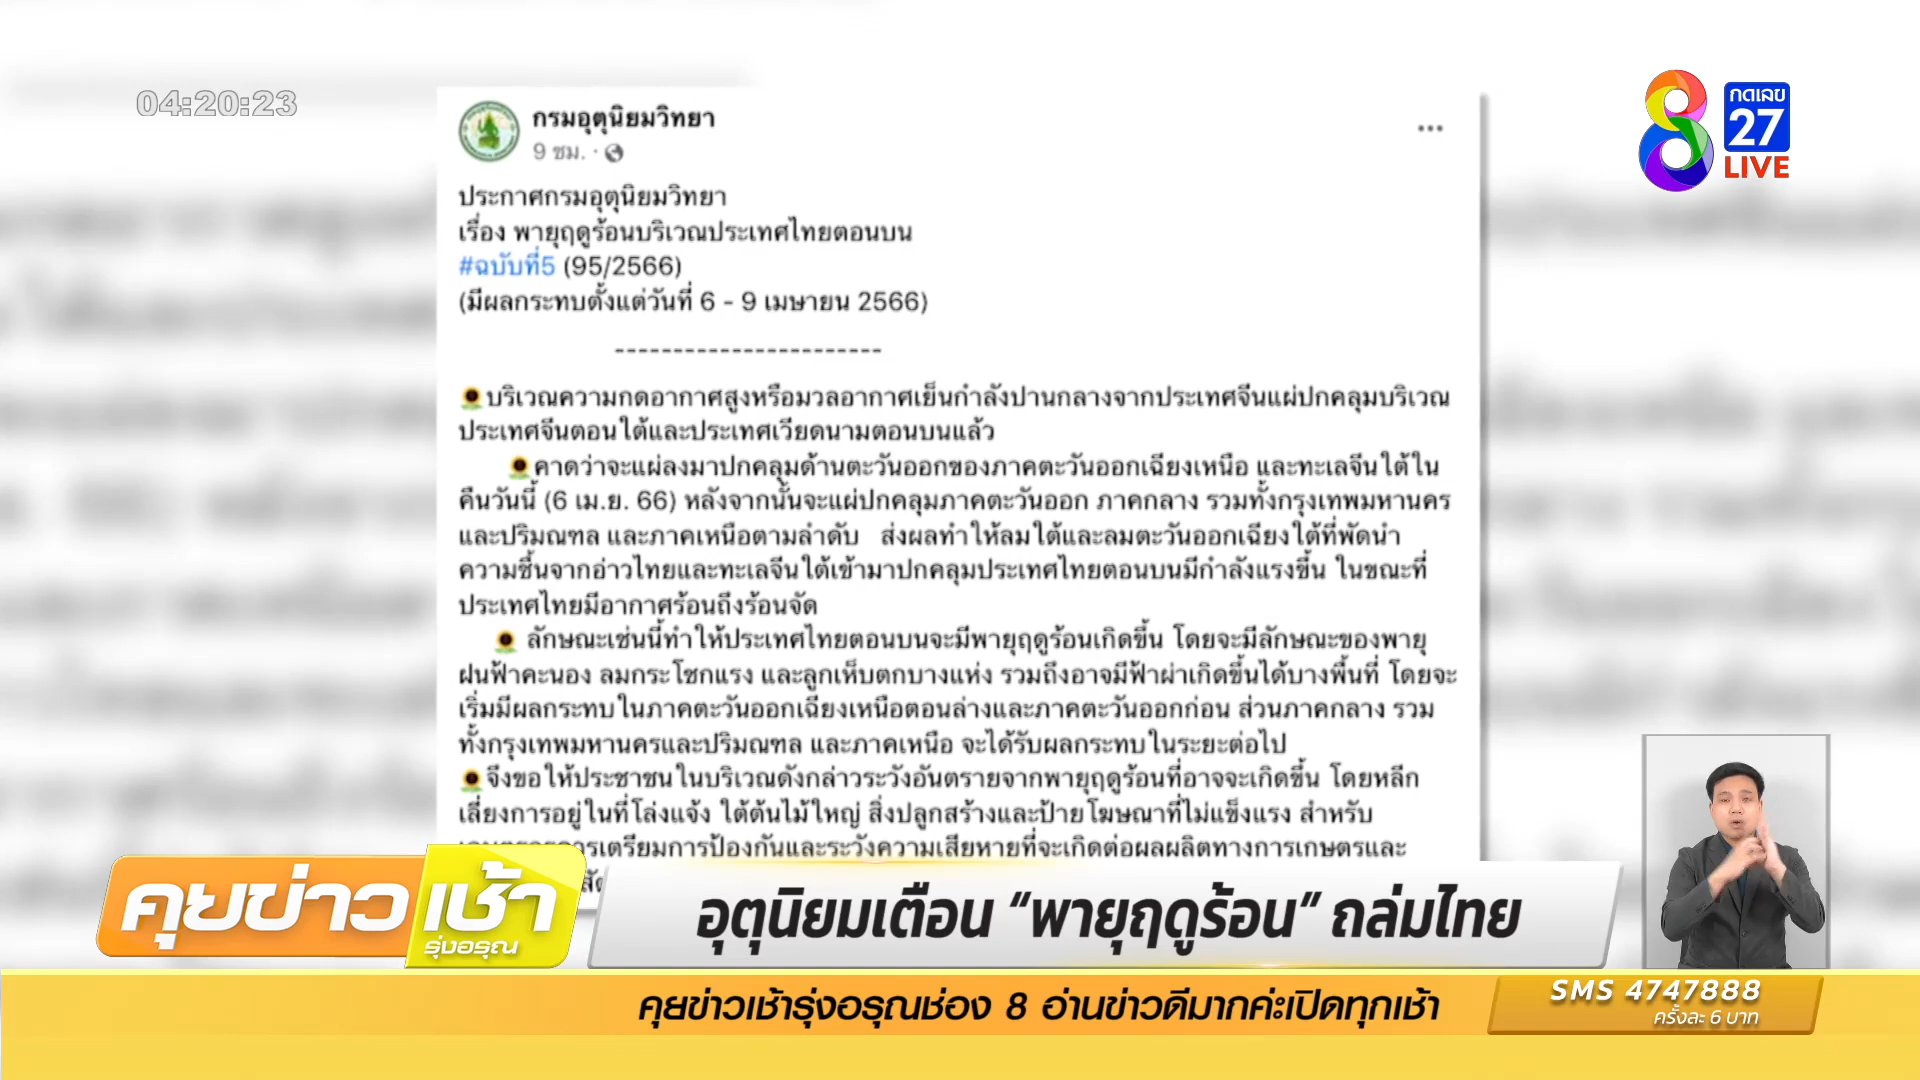 04:20:23
กดเลข
8 27
LIVE
กรมอุตุนิยมวิทยา
9 ชม. ·
ประกาศกรมอุตุนิยมวิทยา
เรื่อง พายุฤดูร้อนบริเวณประเทศไทยตอนบน
#ฉบับที่5 (95/2566)
(มีผลกระทบตั้งแต่วันที่ 6 - 9 เมษายน 2566)
-----------------------
บริเวณความกดอากาศสูงหรือมวลอากาศเย็นกำลังปานกลางจากประเทศจีนแผ่ปกคลุมบริเวณ
ประเทศจีนตอนใต้และประเทศเวียดนามตอนบนแล้ว
คาดว่าจะแผ่ลงมาปกคลุมด้านตะวันออกของภาคตะวันออกเฉียงเหนือ และทะเลจีนใต้ใน
คืนวันนี้ (6 เม.ย. 66) หลังจากนั้นจะแผ่ปกคลุมภาคตะวันออก ภาคกลาง รวมทั้งกรุงเทพมหานคร
และปริมณฑล และภาคเหนือตามลำดับ ส่งผลทำให้ลมใต้และลมตะวันออกเฉียงใต้ที่พัดนำ
ความชื้นจากอ่าวไทยและทะเลจีนใต้เข้ามาปกคลุมประเทศไทยตอนบนมีกำลังแรงขึ้น ในขณะที่
ประเทศไทยมีอากาศร้อนถึงร้อนจัด
ลักษณะเช่นนี้ทำให้ประเทศไทยตอนบนจะมีพายุฤดูร้อนเกิดขึ้น โดยจะมีลักษณะของพายุ
ฝนฟ้าคะนอง ลมกระโชกแรง และลูกเห็บตกบางแห่ง รวมถึงอาจมีฟ้าผ่าเกิดขึ้นได้บางพื้นที่ โดยจะ
เริ่มมีผลกระทบในภาคตะวันออกเฉียงเหนือตอนล่างและภาคตะวันออกก่อน ส่วนภาคกลาง รวม
ทั้งกรุงเทพมหานครและปริมณฑล และภาคเหนือ จะได้รับผลกระทบในระยะต่อไป
จึงขอให้ประชาชนในบริเวณดังกล่าวระวังอันตรายจากพายุฤดูร้อนที่อาจจะเกิดขึ้น โดยหลีก
เลี่ยงการอยู่ในที่โล่งแจ้ง ใต้ต้นไม้ใหญ่ สิ่งปลูกสร้างและป้ายโฆษณาที่ไม่แข็งแรง สำหรับ
เตรียมการป้องกันและระวังความเสียหายที่จะเกิดต่อผลผลิตทางการเกษตรและ
คุยข่าวเช้า
รุ่งอรุณ
อุตุนิยมเตือน “พายุฤดูร้อน” ถล่มไทย
คุยข่าวเช้ารุ่งอรุณช่อง 8 อ่านข่าวดีมากค่ะเปิดทุกเช้า
SMS 4747888
ครั้งละ 6 บาท